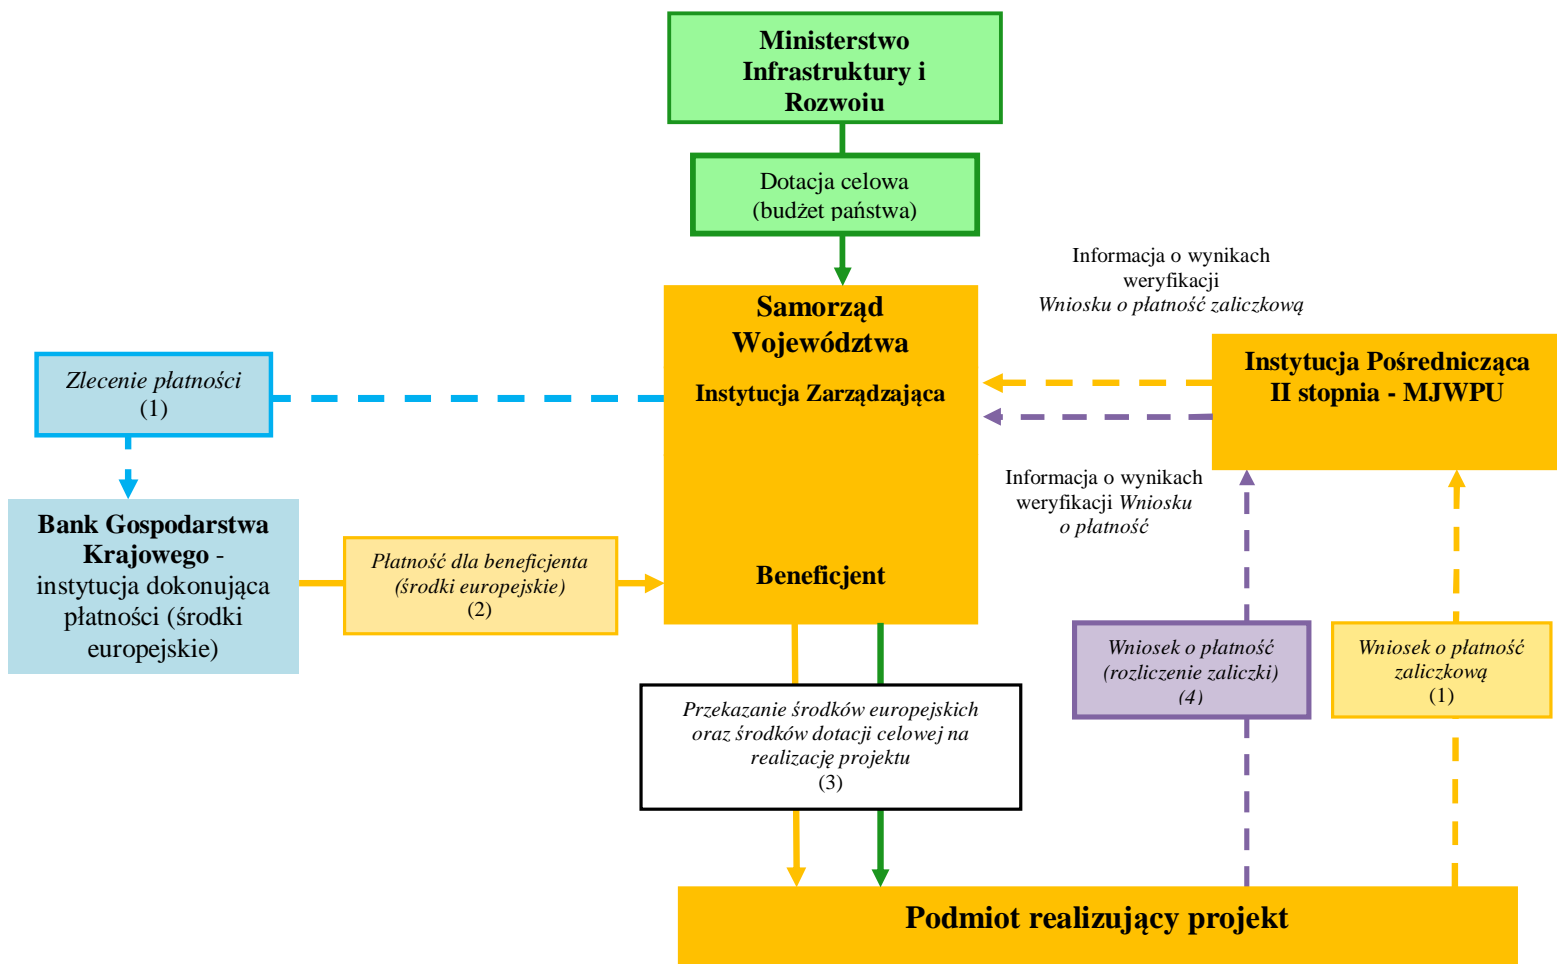 Ministerstwo
Infrastruktury i
Rozwoju
Dotacja celowa
(budżet państwa)
Informacja o wynikach
weryfikacji
Wniosku o płatność zaliczkową
Samorząd
Województwa
Instytucja Zarządzająca
Instytucja Pośrednicząca
II stopnia - MJWPU
Zlecenie płatności
(1)
Informacja o wynikach
weryfikacji Wniosku
o płatność
Bank Gospodarstwa
Krajowego -
instytucja dokonująca
płatności (środki
europejskie)
Płatność dla beneficjenta
(środki europejskie)
(2)
Beneficjent
Wniosek o płatność
(rozliczenie zaliczki)
(4)
Wniosek o płatność
zaliczkową
(1)
Przekazanie środków europejskich
oraz środków dotacji celowej na
realizację projektu
(3)
Podmiot realizujący projekt